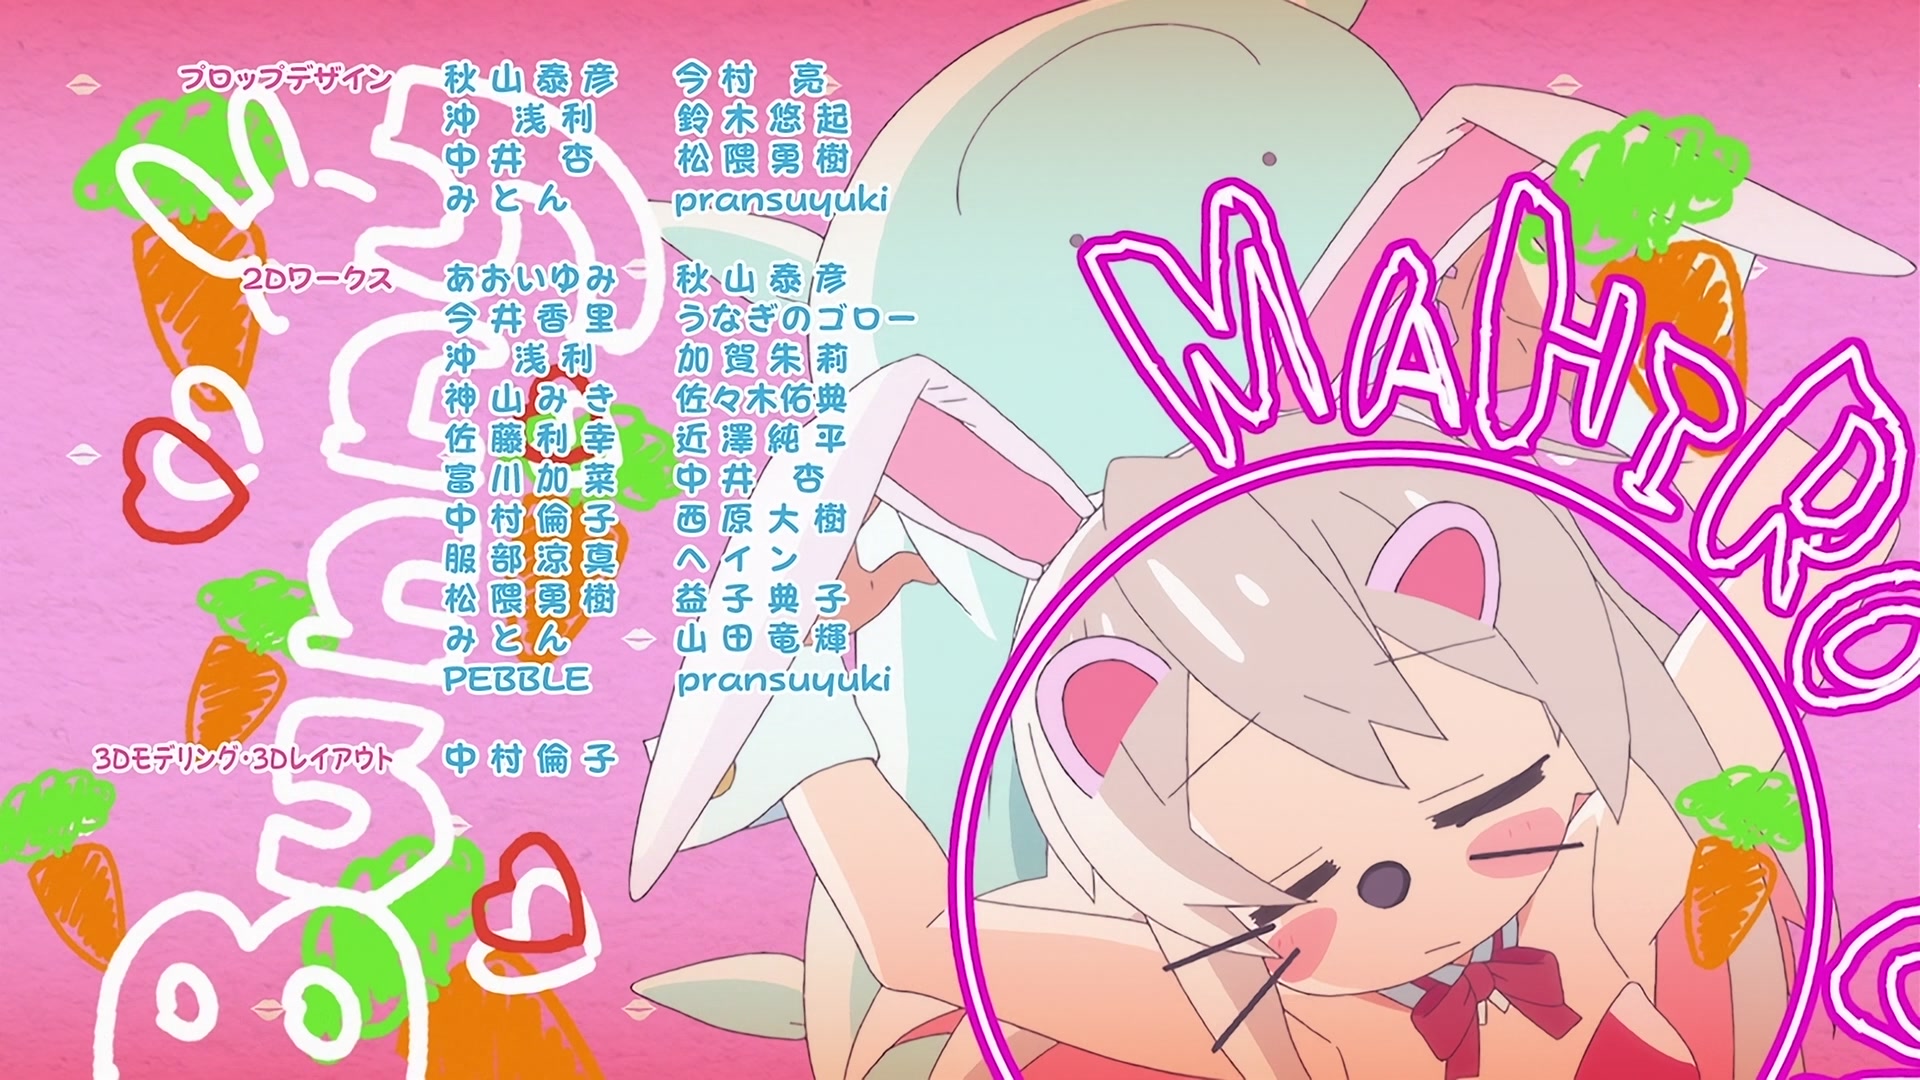 プロップデザイン 秋山泰彦 今村 亮
沖 浅利 鈴木悠起
中井 杏 松隈勇樹
みとん pransuyuki
2Dワークス あおいゆみ 秋山泰彦
今井香里 うなぎのゴロー
沖 浅利 加賀朱莉
神山みき 佐々木佑典
佐藤利幸 近澤純平
富川加菜 中井 杏
中村倫子 西原大樹
服部涼真 ヘイン
松隈勇樹 益子典子
みとん 山田竜輝
PEBBLE pransuyuki
3Dモデリング・3Dレイアウト 中村倫子
MAHIRO